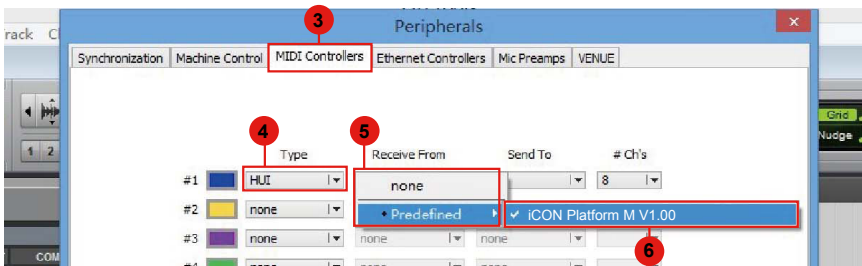 3
Peripherals
rack
Synchronization Machine Control MIDI Controllers Ethernet Controllers Mic Preamps VENUE
Grid
Nudge
1 2
4 5
Type Receive From Send To # Ch's
#1 HUI none 8
#2 none Predefined iCON Platform M V1.00
#3 none none none
6
COM